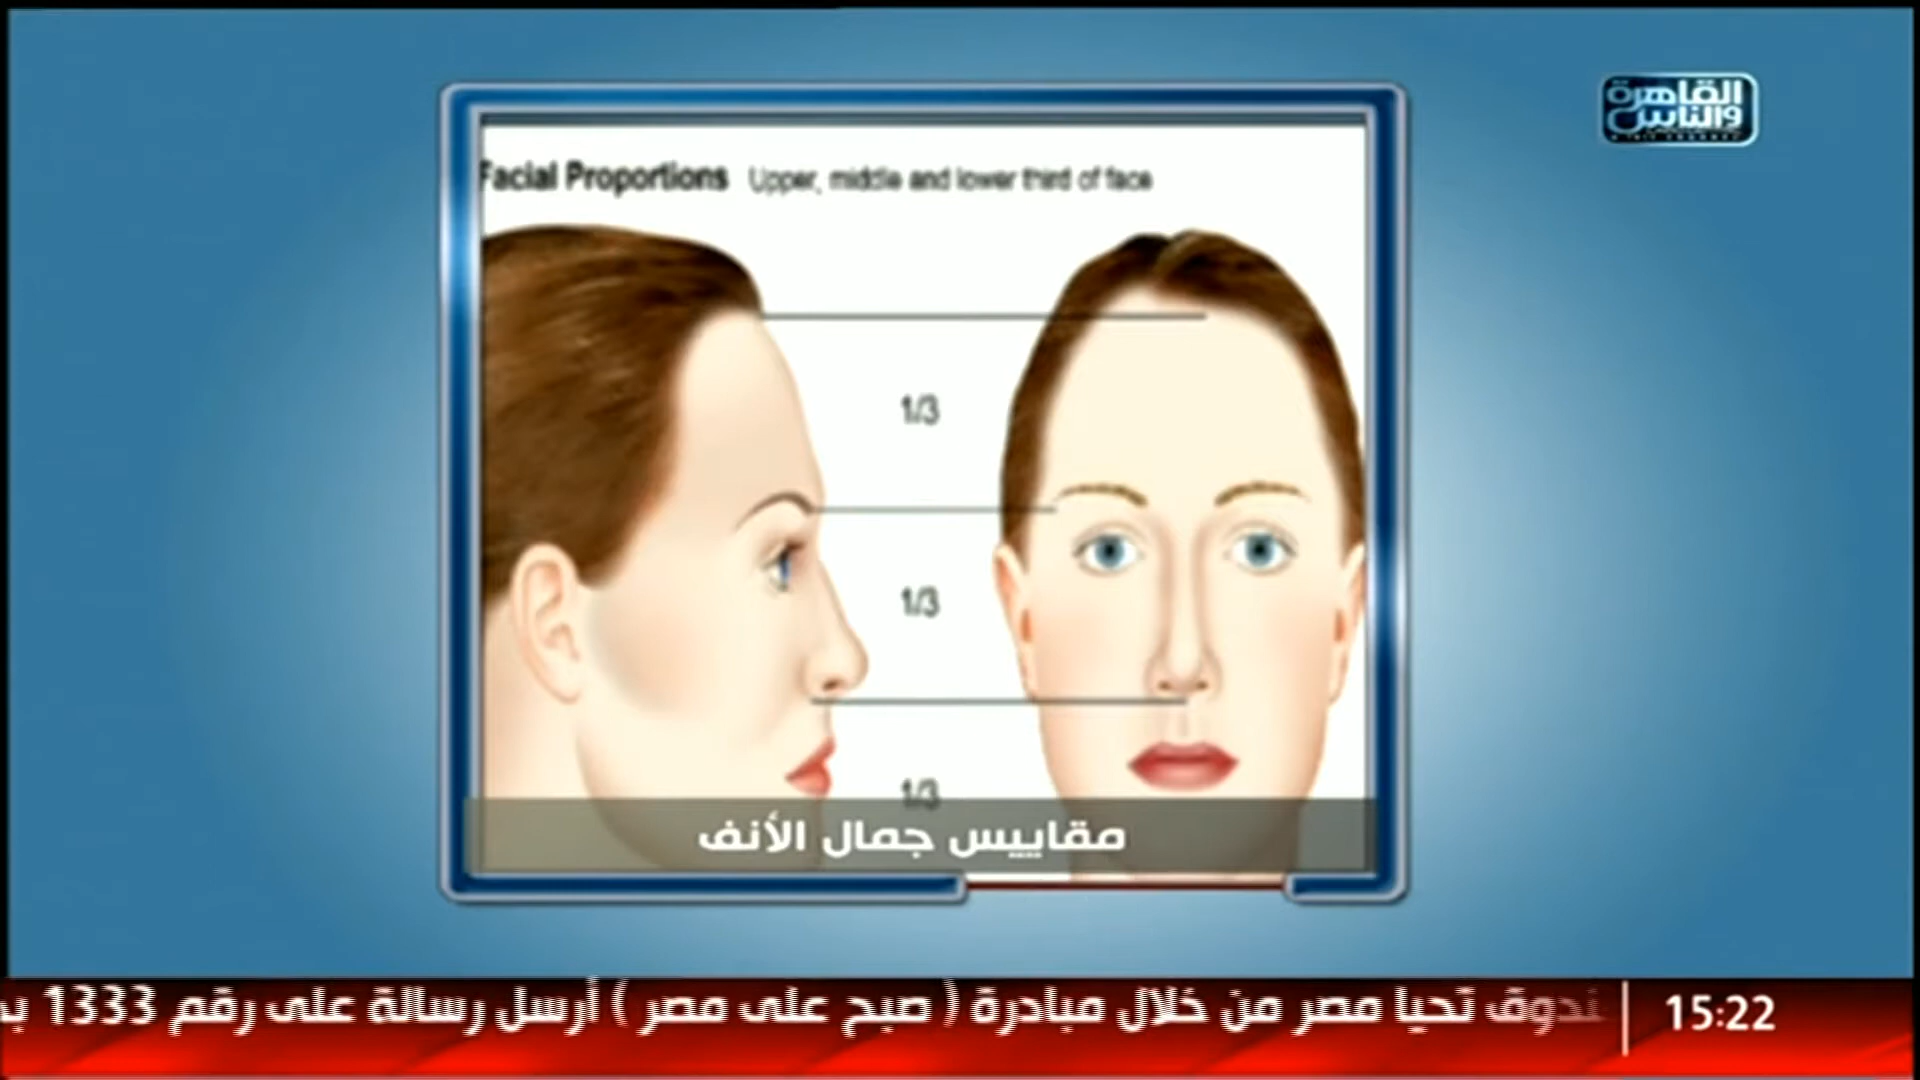 القاهرة
والناس
Facial Proportions Upper, middle and lower third of face
1/3
1/3
1/3
مقاييس جمال الأنف
تحيا مصر من خلال مبادرة ( صبح على مصر ) أرسل رسالة على رقم 1333
15:22